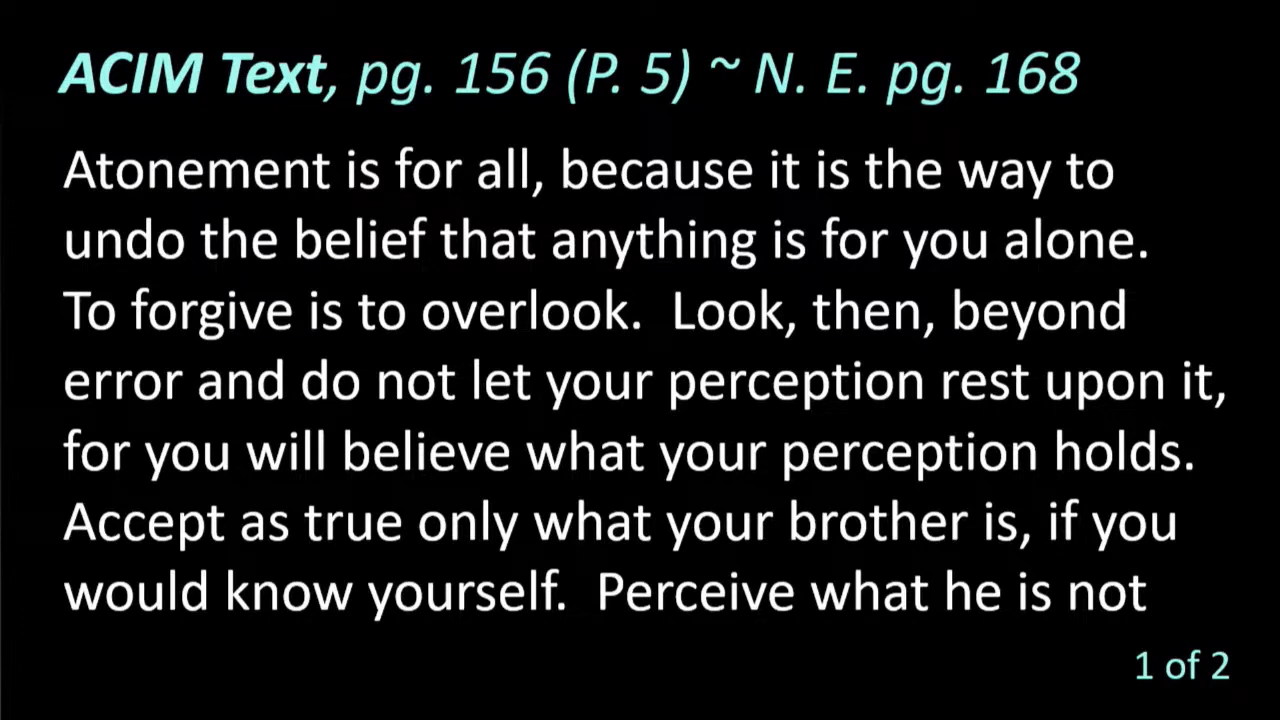 ACIM Text, pg. 156 (P. 5) ~ N. E. pg. 168
Atonement is for all, because it is the way to
undo the belief that anything is for you alone.
To forgive is to overlook.  Look, then, beyond
error and do not let your perception rest upon it,
for you will believe what your perception holds.
Accept as true only what your brother is, if you
would know yourself.  Perceive what he is not
1 of 2